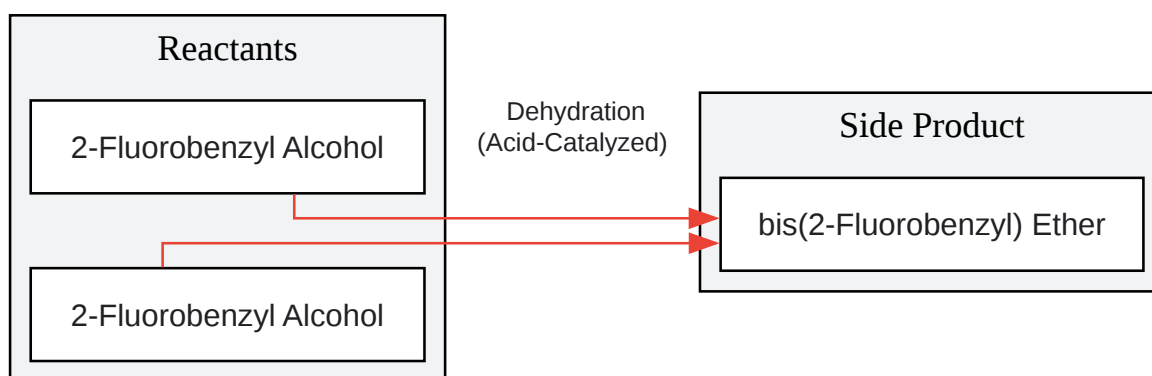 Reactants
2-Fluorobenzyl Alcohol
2-Fluorobenzyl Alcohol
Dehydration
(Acid-Catalyzed)
Side Product
bis(2-Fluorobenzyl) Ether